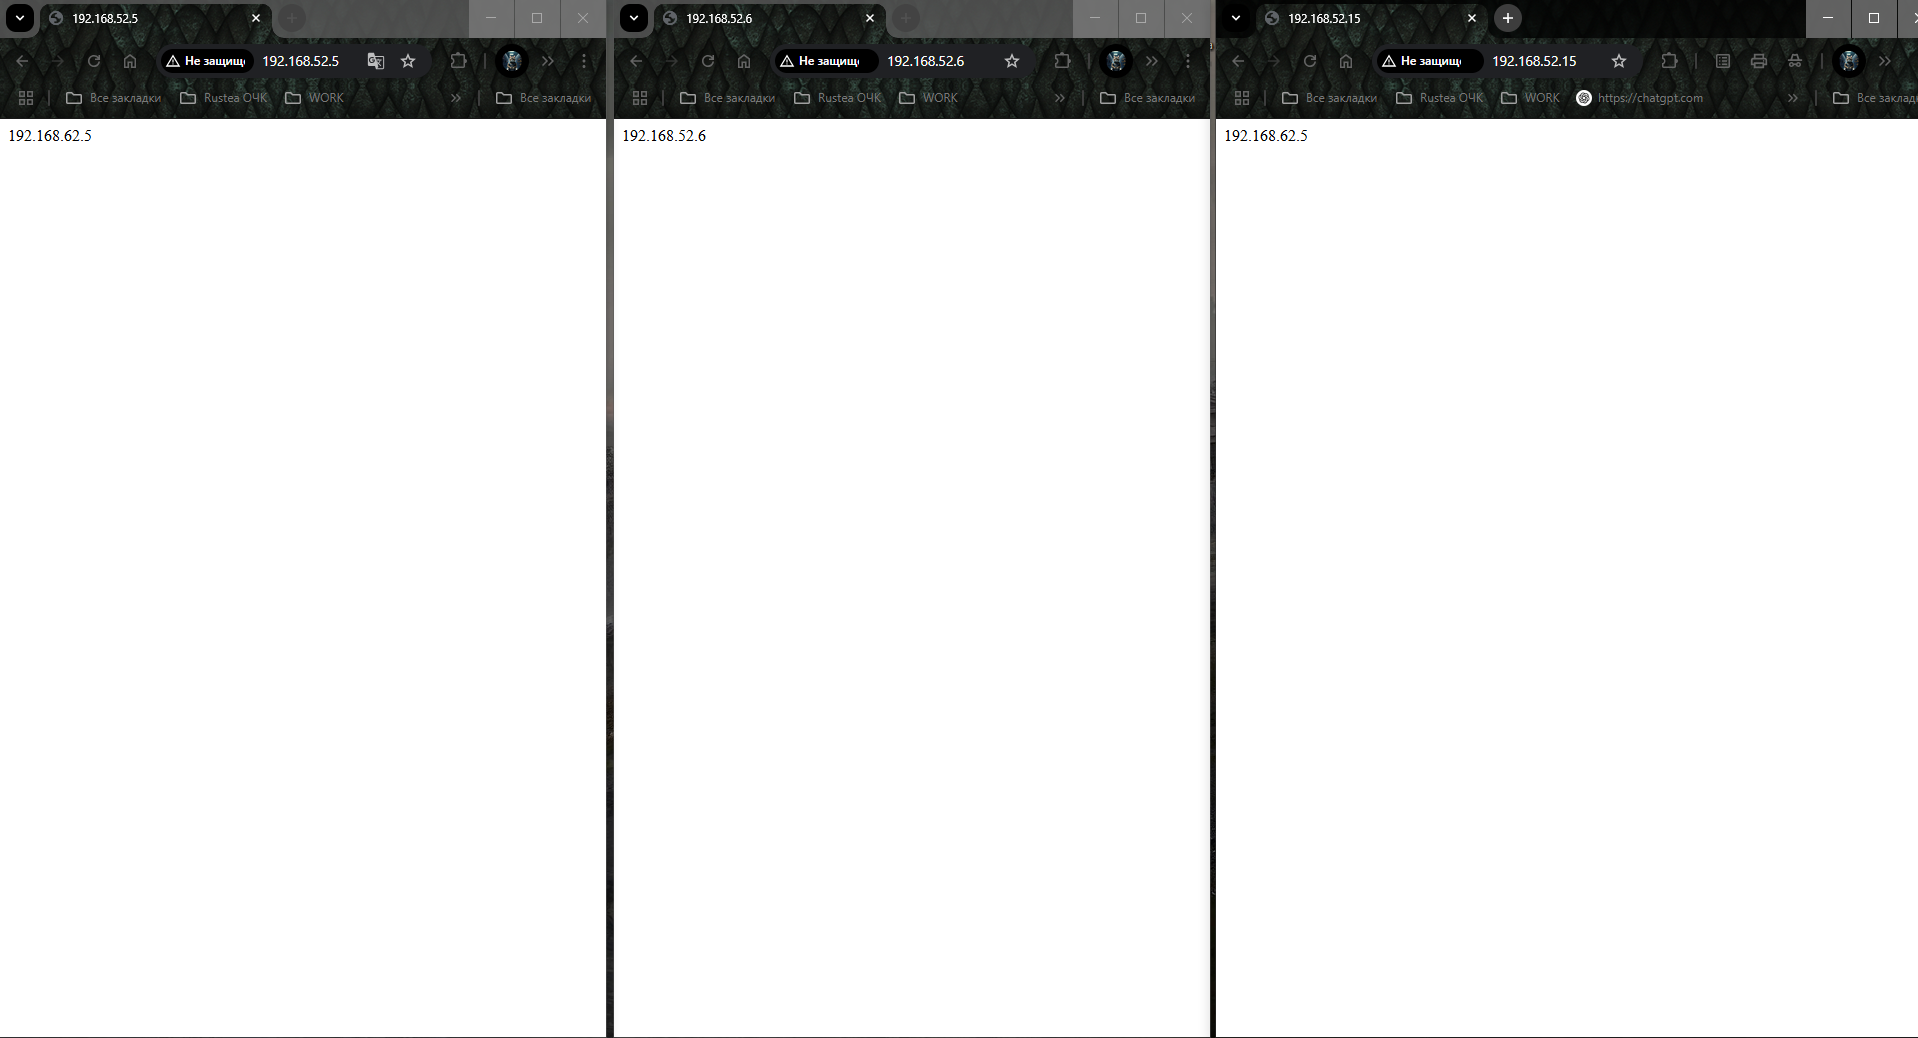 192.168.52.5
Не защищ
192.168.52.5
Все закладки
Rustea ОЧК
WORK
Все закладки
192.168.62.5
192.168.52.6
Не защищ
192.168.52.6
Все закладки
Rustea ОЧК
WORK
Все закладки
192.168.52.6
192.168.52.15
Не защищ
192.168.52.15
Все закладки
Rustea ОЧК
WORK
https://chatgpt.com
Все заклад
192.168.62.5